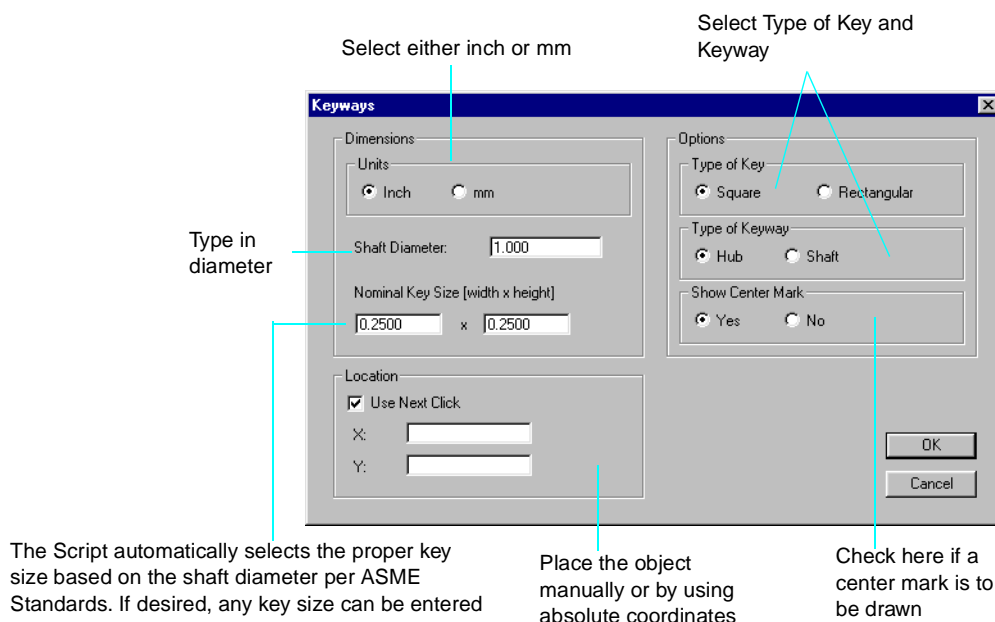 Select Type of Key and
Keyway
Select either inch or mm
Keyways
Dimensions
Units
Inch mm
Type in
diameter
Shaft Diameter: 1.000
Nominal Key Size [width x height]
0.2500 x 0.2500
Options
Type of Key
Square Rectangular
Type of Keyway
Hub Shaft
Show Center Mark
Yes No
Location
Use Next Click
X:
Y:
OK
Cancel
The Script automatically selects the proper key
size based on the shaft diameter per ASME
Standards. If desired, any key size can be entered
Place the object
manually or by using
absolute coordinates
Check here if a
center mark is to
be drawn